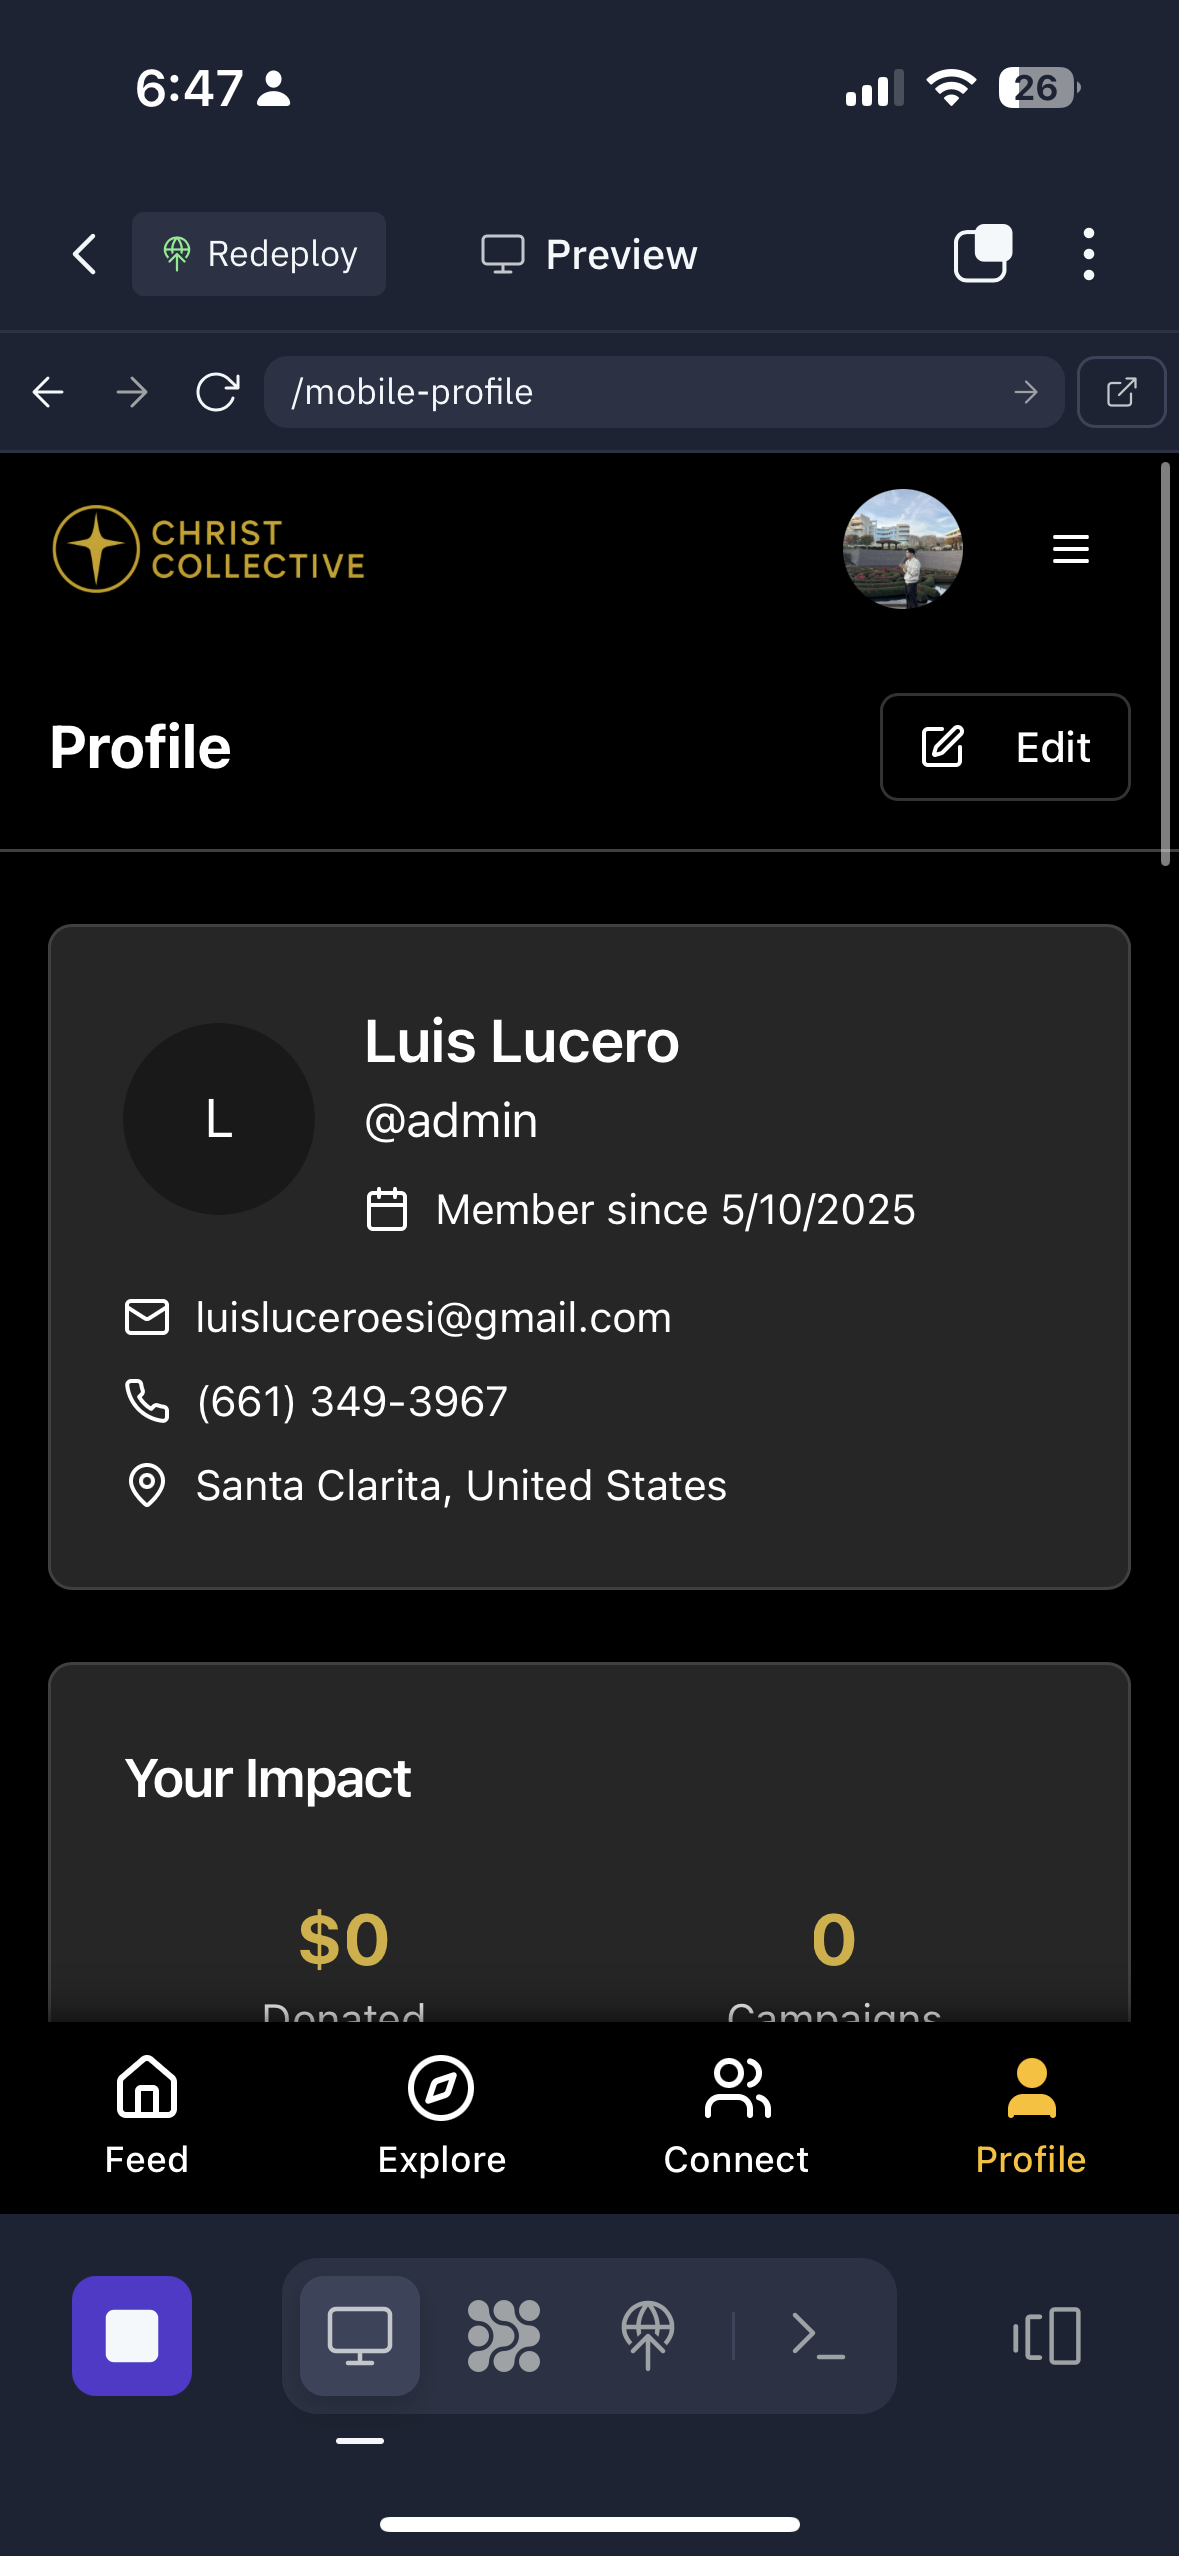 6:47
26
Redeploy
Preview
/mobile-profile
CHRIST
COLLECTIVE
Profile
Edit
L
Luis Lucero
@admin
Member since 5/10/2025
luisluceroesi@gmail.com
(661) 349-3967
Santa Clarita, United States
Your Impact
$0
0
Donated
Campaigns
Feed
Explore
Connect
Profile